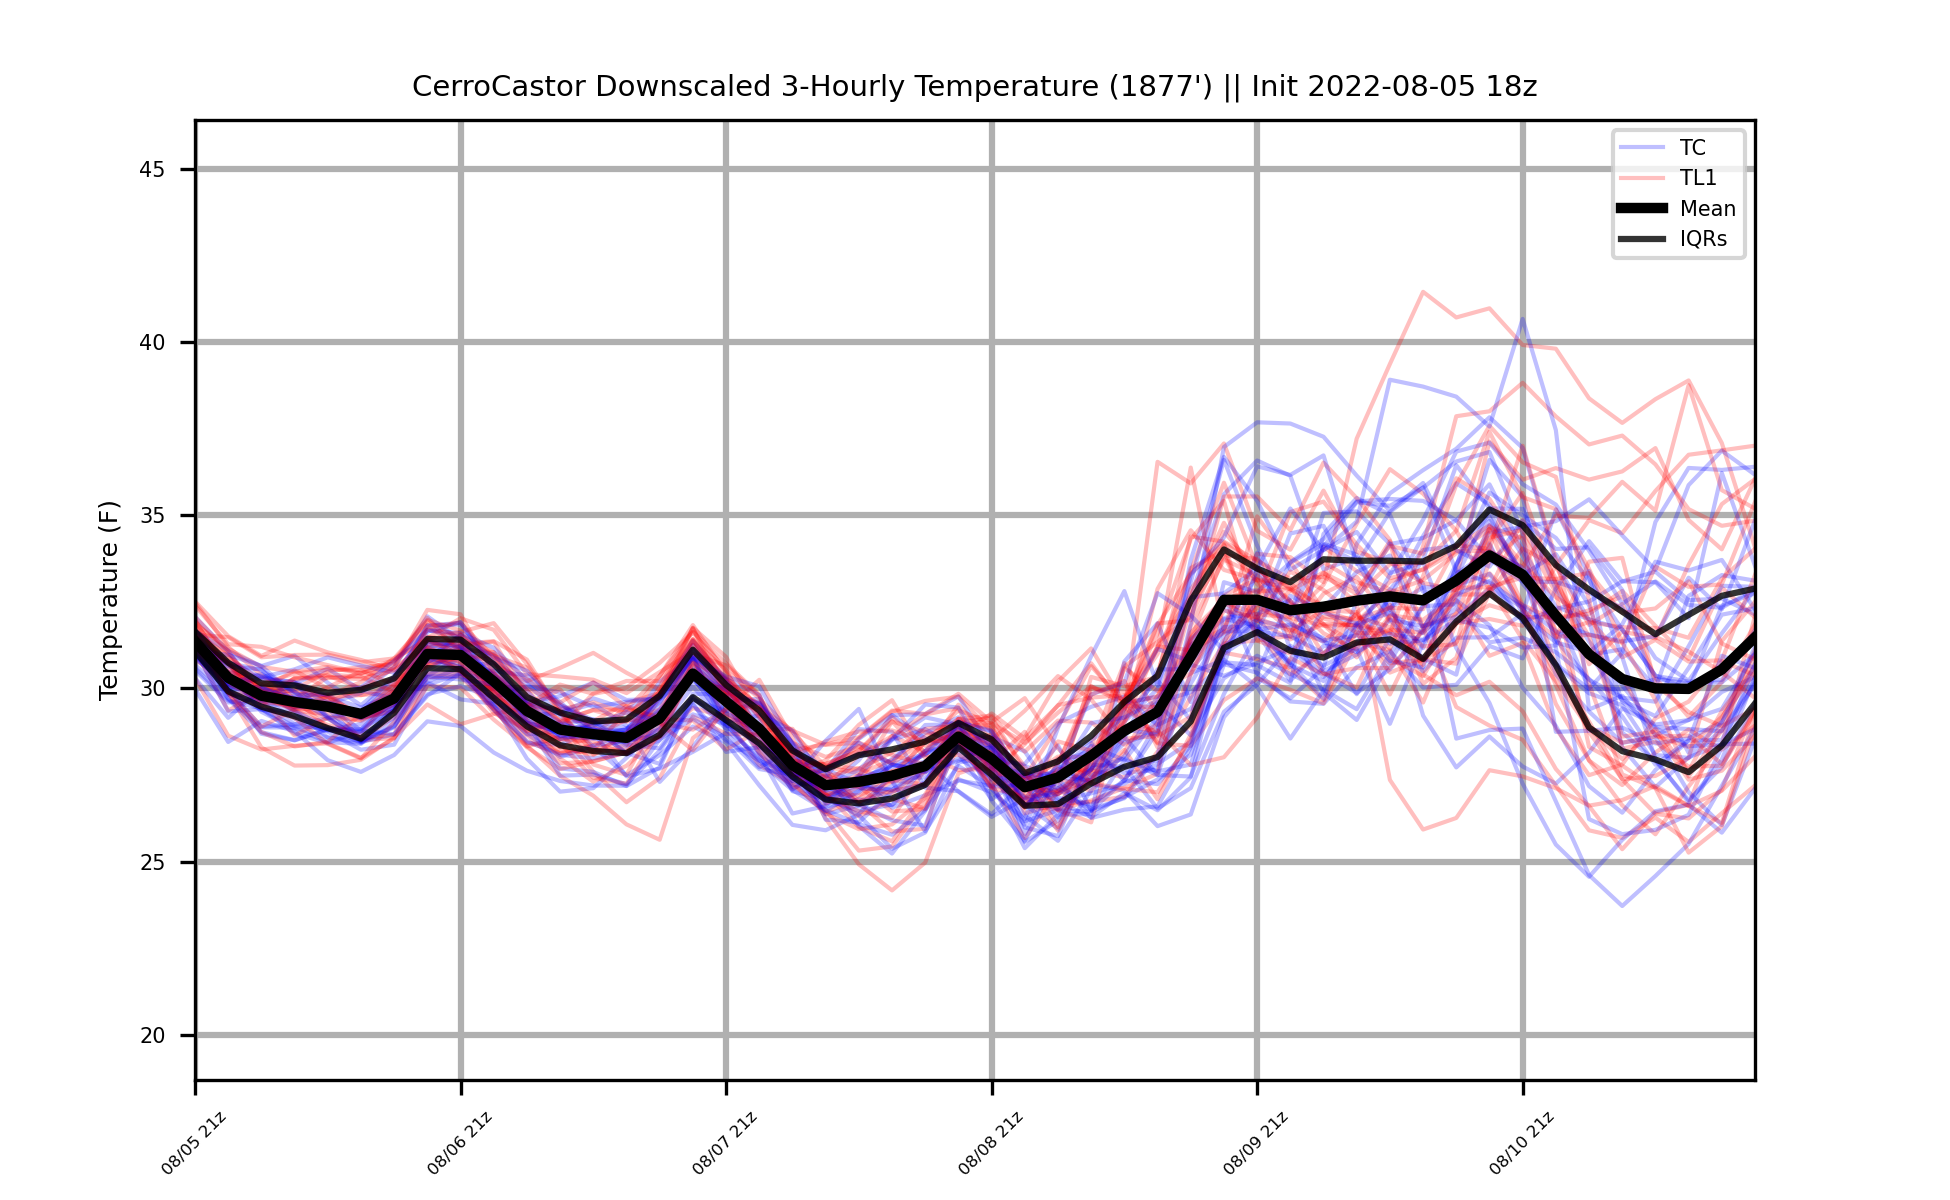 CerroCastor Downscaled 3-Hourly Temperature (1877') || Init 2022-08-05 18z
TC
TL1
Mean
IQRs
Temperature (F)
45
40
35
30
25
20
08/05 21z
08/06 21z
08/07 21z
08/08 21z
08/09 21z
08/10 21z